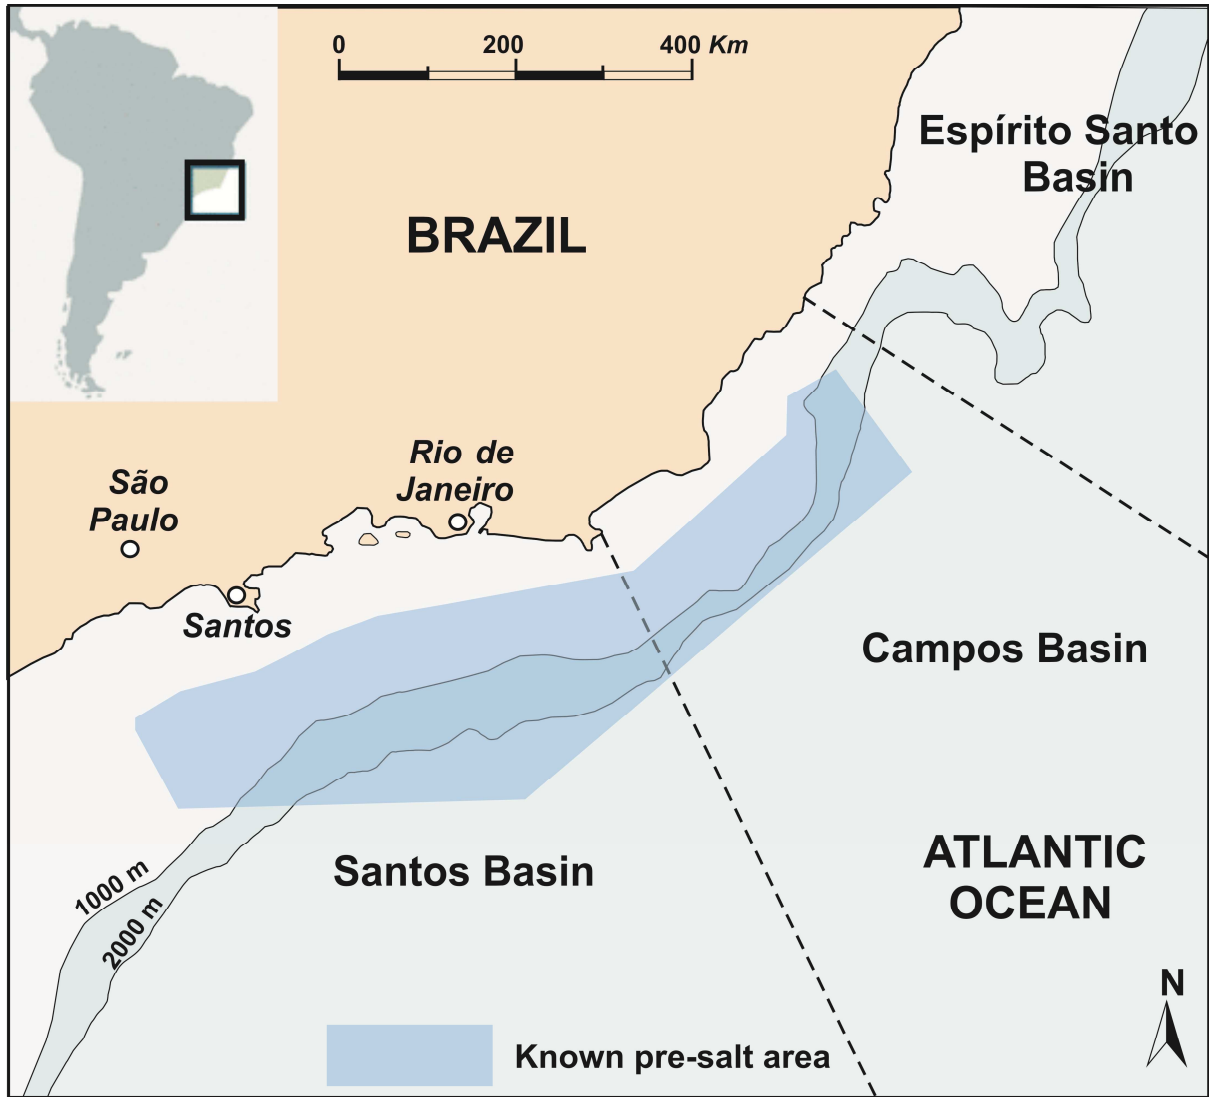 0 200 400 Km
Espírito Santo
Basin
BRAZIL
Rio de
Janeiro
São
Paulo
Santos
Campos Basin
Santos Basin
ATLANTIC
OCEAN
1000 m
2000 m
N
Known pre-salt area